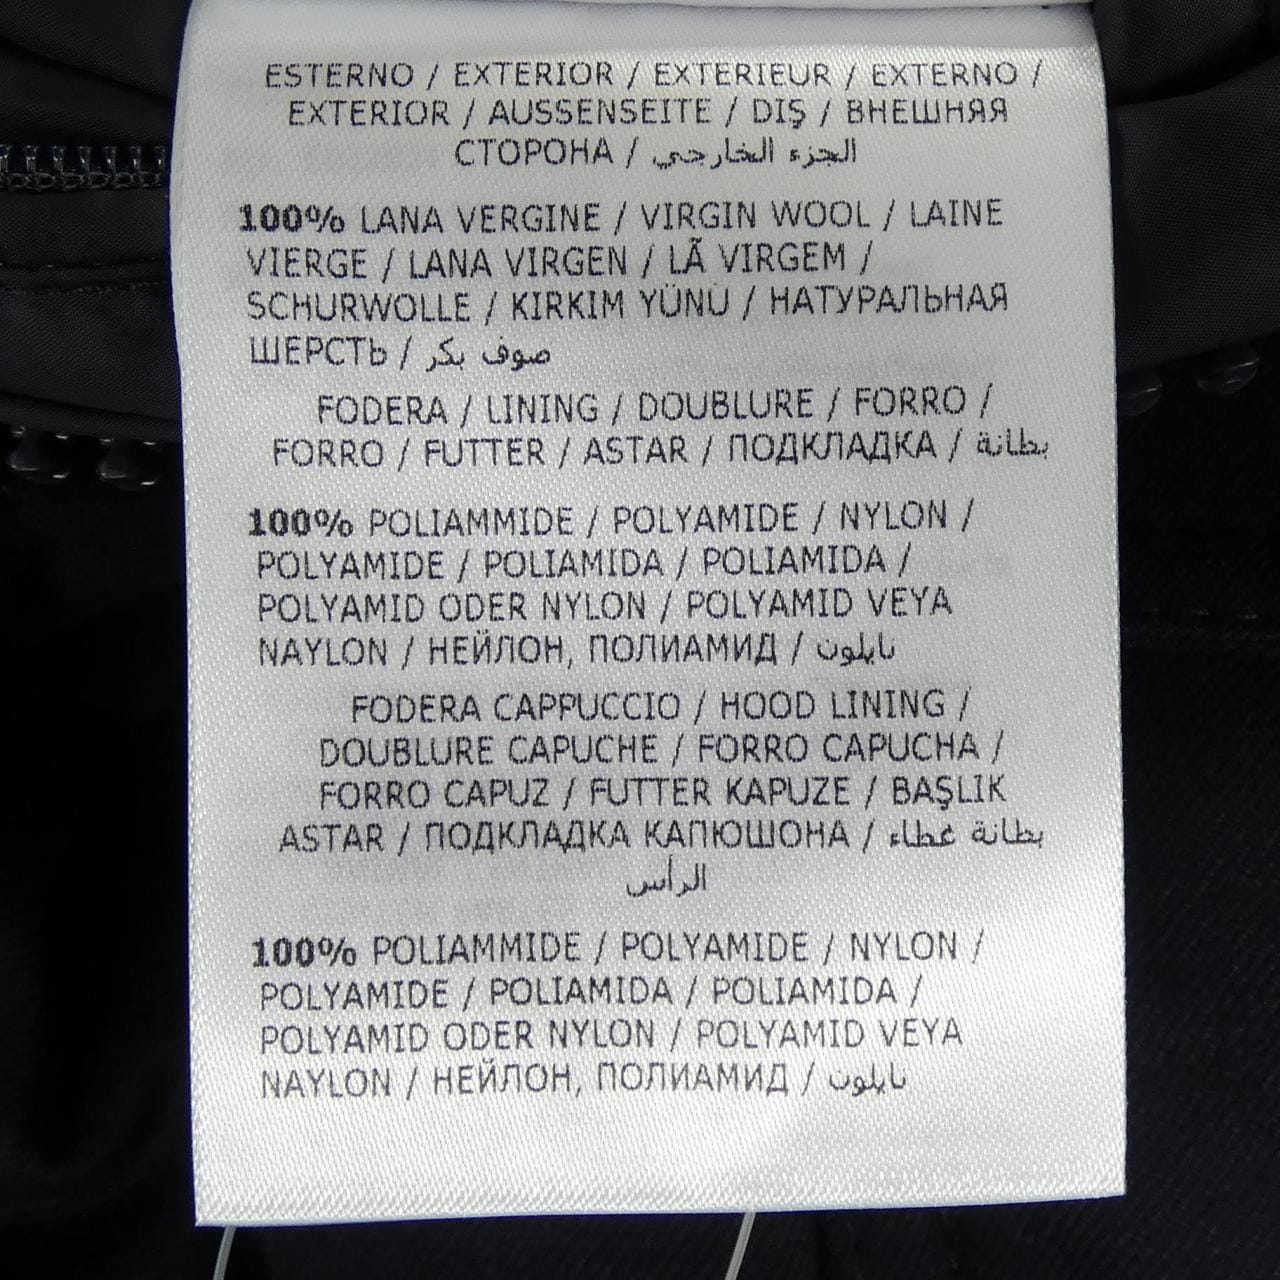 ESTERNO / EXTERIOR / EXTERIEUR / EXTERNO /
EXTERIOR / AUSSENSEITE / DIŞ / ВНЕШНЯЯ
СТОРОНА / الجزء الخارجي
100% LANA VERGINE / VIRGIN WOOL / LAINE
VIERGE / LANA VIRGEN / LÃ VIRGEM /
SCHURWOLLE / KIRKIM YÜNÜ / НАТУРАЛЬНАЯ
ШЕРСТЬ / صوف بكر
FODERA / LINING / DOUBLURE / FORRO /
FORRO / FUTTER / ASTAR / ПОДКЛАДКА / بطانة
100% POLIAMMIDE / POLYAMIDE / NYLON /
POLYAMIDE / POLIAMIDA / POLIAMIDA /
POLYAMID ODER NYLON / POLYAMID VEYA
NAYLON / НЕЙЛОН, ПОЛИАМИД / نايلون
FODERA CAPPUCCIO / HOOD LINING /
DOUBLURE CAPUCHE / FORRO CAPUCHA /
FORRO CAPUZ / FUTTER KAPUZE / BAŞLIK
ASTAR / ПОДКЛАДКА КАПЮШОНА / بطانة غطاء
الرأس
100% POLIAMMIDE / POLYAMIDE / NYLON /
POLYAMIDE / POLIAMIDA / POLIAMIDA /
POLYAMID ODER NYLON / POLYAMID VEYA
NAYLON / НЕЙЛОН, ПОЛИАМИД / نايلون